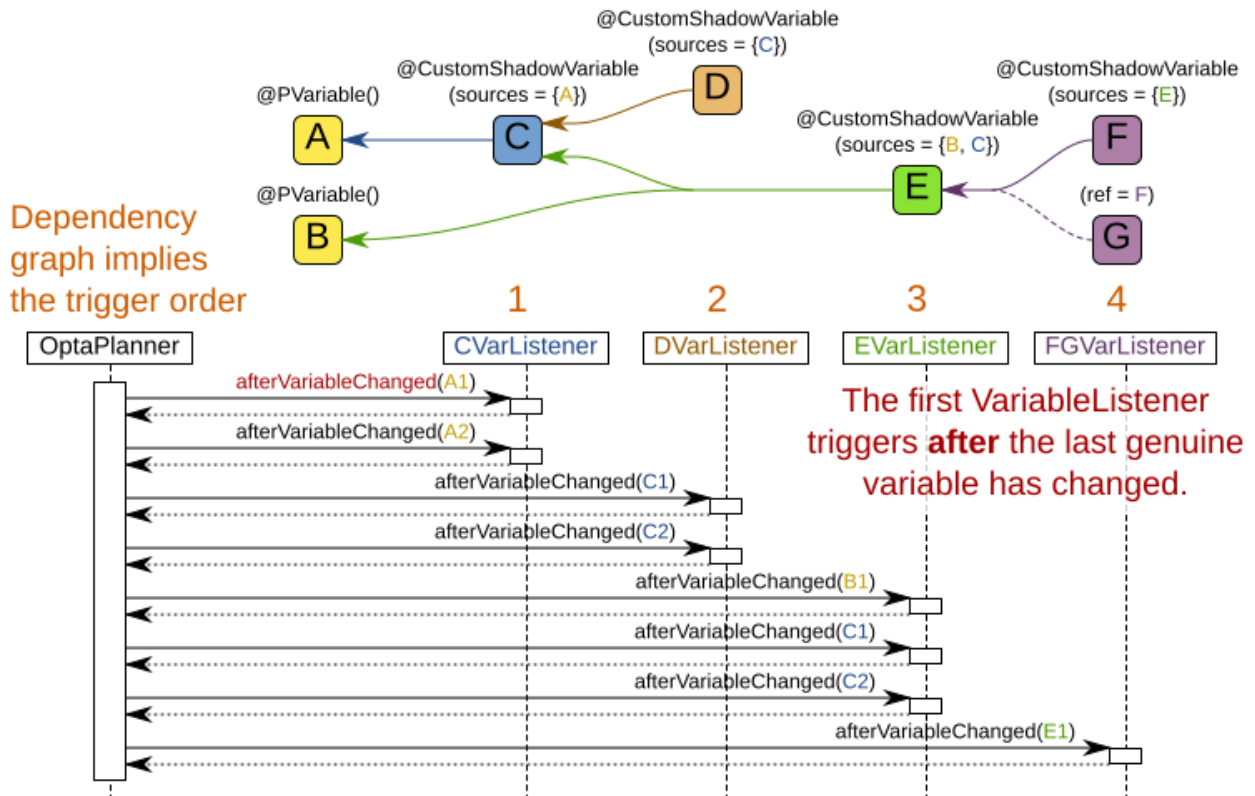 @CustomShadowVariable
(sources = {C})
D
@CustomShadowVariable
(sources = {A})
C
@CustomShadowVariable
(sources = {E})
F
@PVariable()
A
@CustomShadowVariable
(sources = {B, C})
E
@PVariable()
B
(ref = F)
G
Dependency
graph implies
the trigger order
1 2 3 4
OptaPlanner CVarListener DVarListener EVarListener FGVarListener
afterVariableChanged(A1)
The first VariableListener
triggers after the last genuine
variable has changed.
afterVariableChanged(A2)
afterVariableChanged(C1)
afterVariableChanged(C2)
afterVariableChanged(B1)
afterVariableChanged(C1)
afterVariableChanged(C2)
afterVariableChanged(E1)